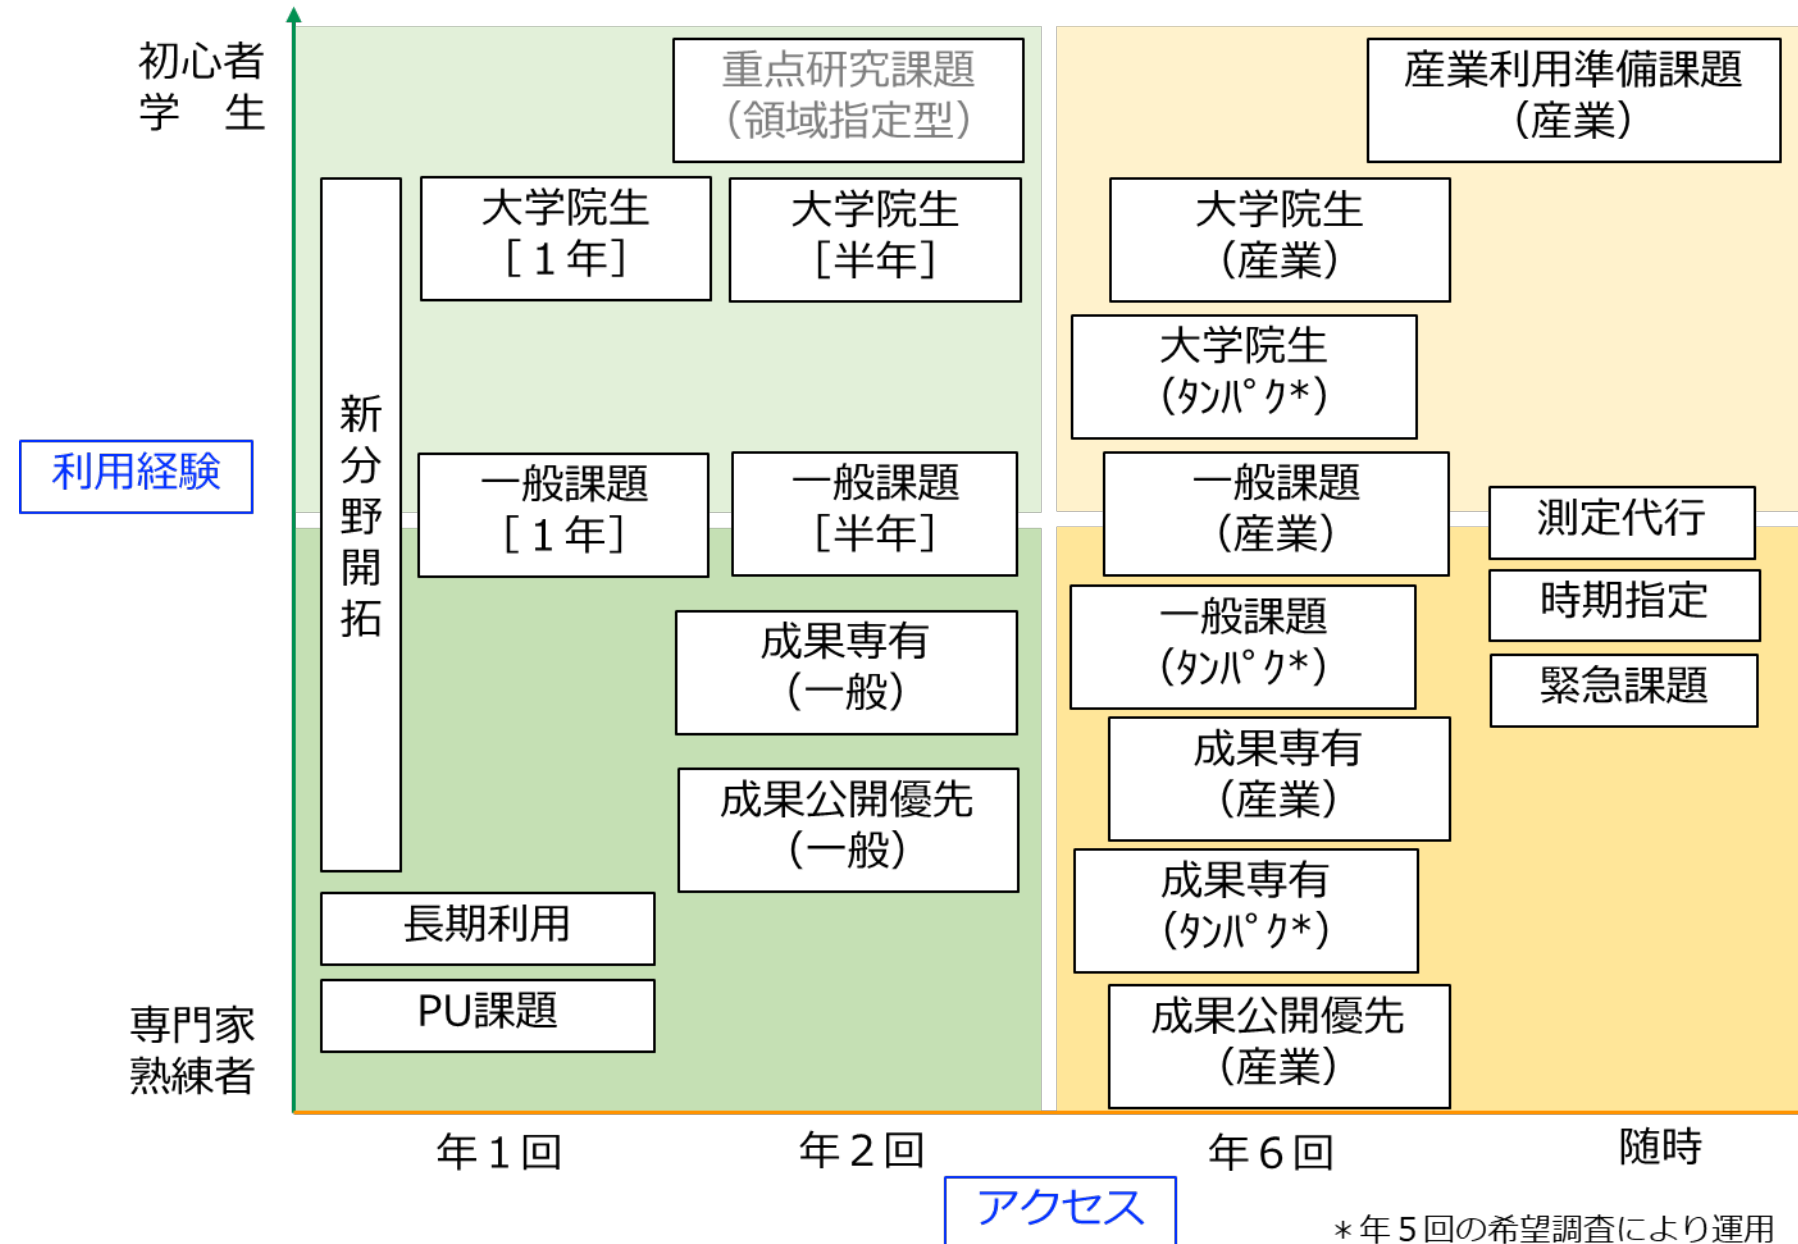 初心者
学　生
重点研究課題
（領域指定型）
産業利用準備課題
（産業）
大学院生
［１年］
大学院生
［半年］
大学院生
（産業）
大学院生
（ﾀﾝﾊﾟｸ*）
新分野開拓
利用経験
一般課題
［１年］
一般課題
［半年］
一般課題
（産業）
測定代行
時期指定
緊急課題
一般課題
（ﾀﾝﾊﾟｸ*）
成果専有
（一般）
成果専有
（産業）
成果公開優先
（一般）
成果専有
（ﾀﾝﾊﾟｸ*）
長期利用
PU課題
成果公開優先
（産業）
専門家
熟練者
年１回
年２回
年６回
随時
アクセス
＊年５回の希望調査により運用